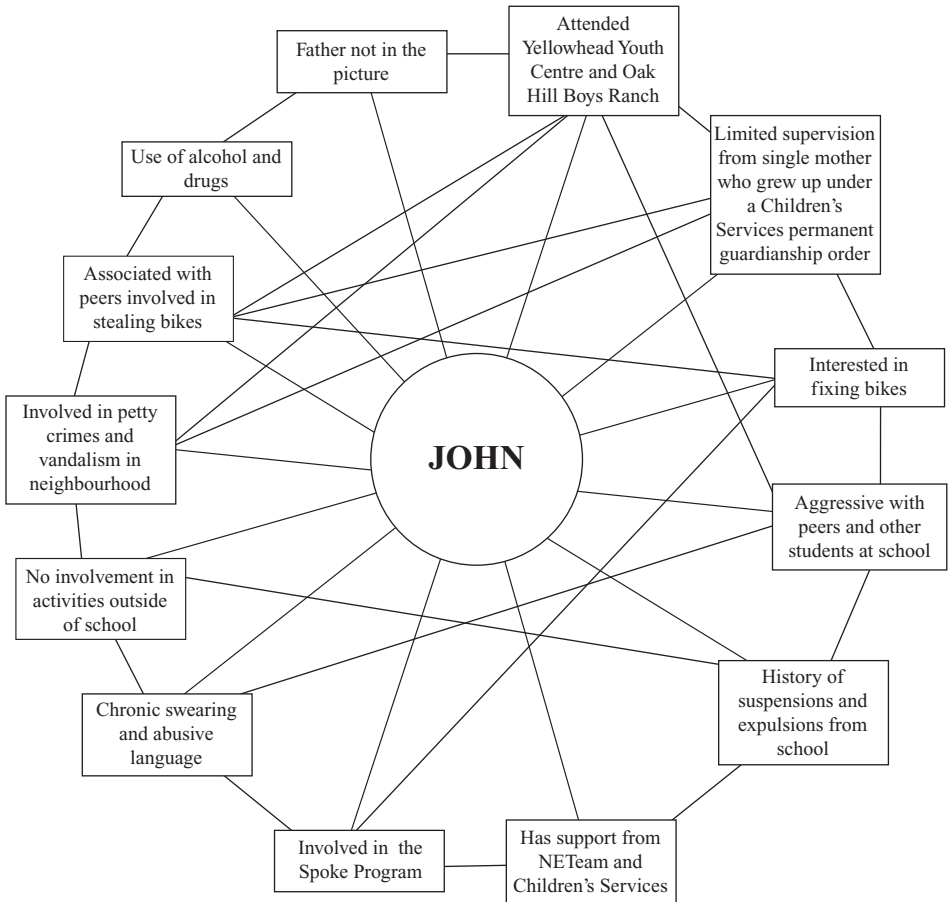 Attended
Yellowhead Youth
Centre and Oak
Hill Boys Ranch
Father not in the
picture
Limited supervision
from single mother
who grew up under
a Children's
Services permanent
guardianship order
Use of alcohol and
drugs
Associated with
peers involved in
stealing bikes
Interested in
fixing bikes
Involved in petty
crimes and
vandalism in
neighbourhood
JOHN
Aggressive with
peers and other
students at school
No involvement in
activities outside
of school
History of
suspensions and
expulsions from
school
Chronic swearing
and abusive
language
Involved in the
Spoke Program
Has support from
NETeam and
Children's Services